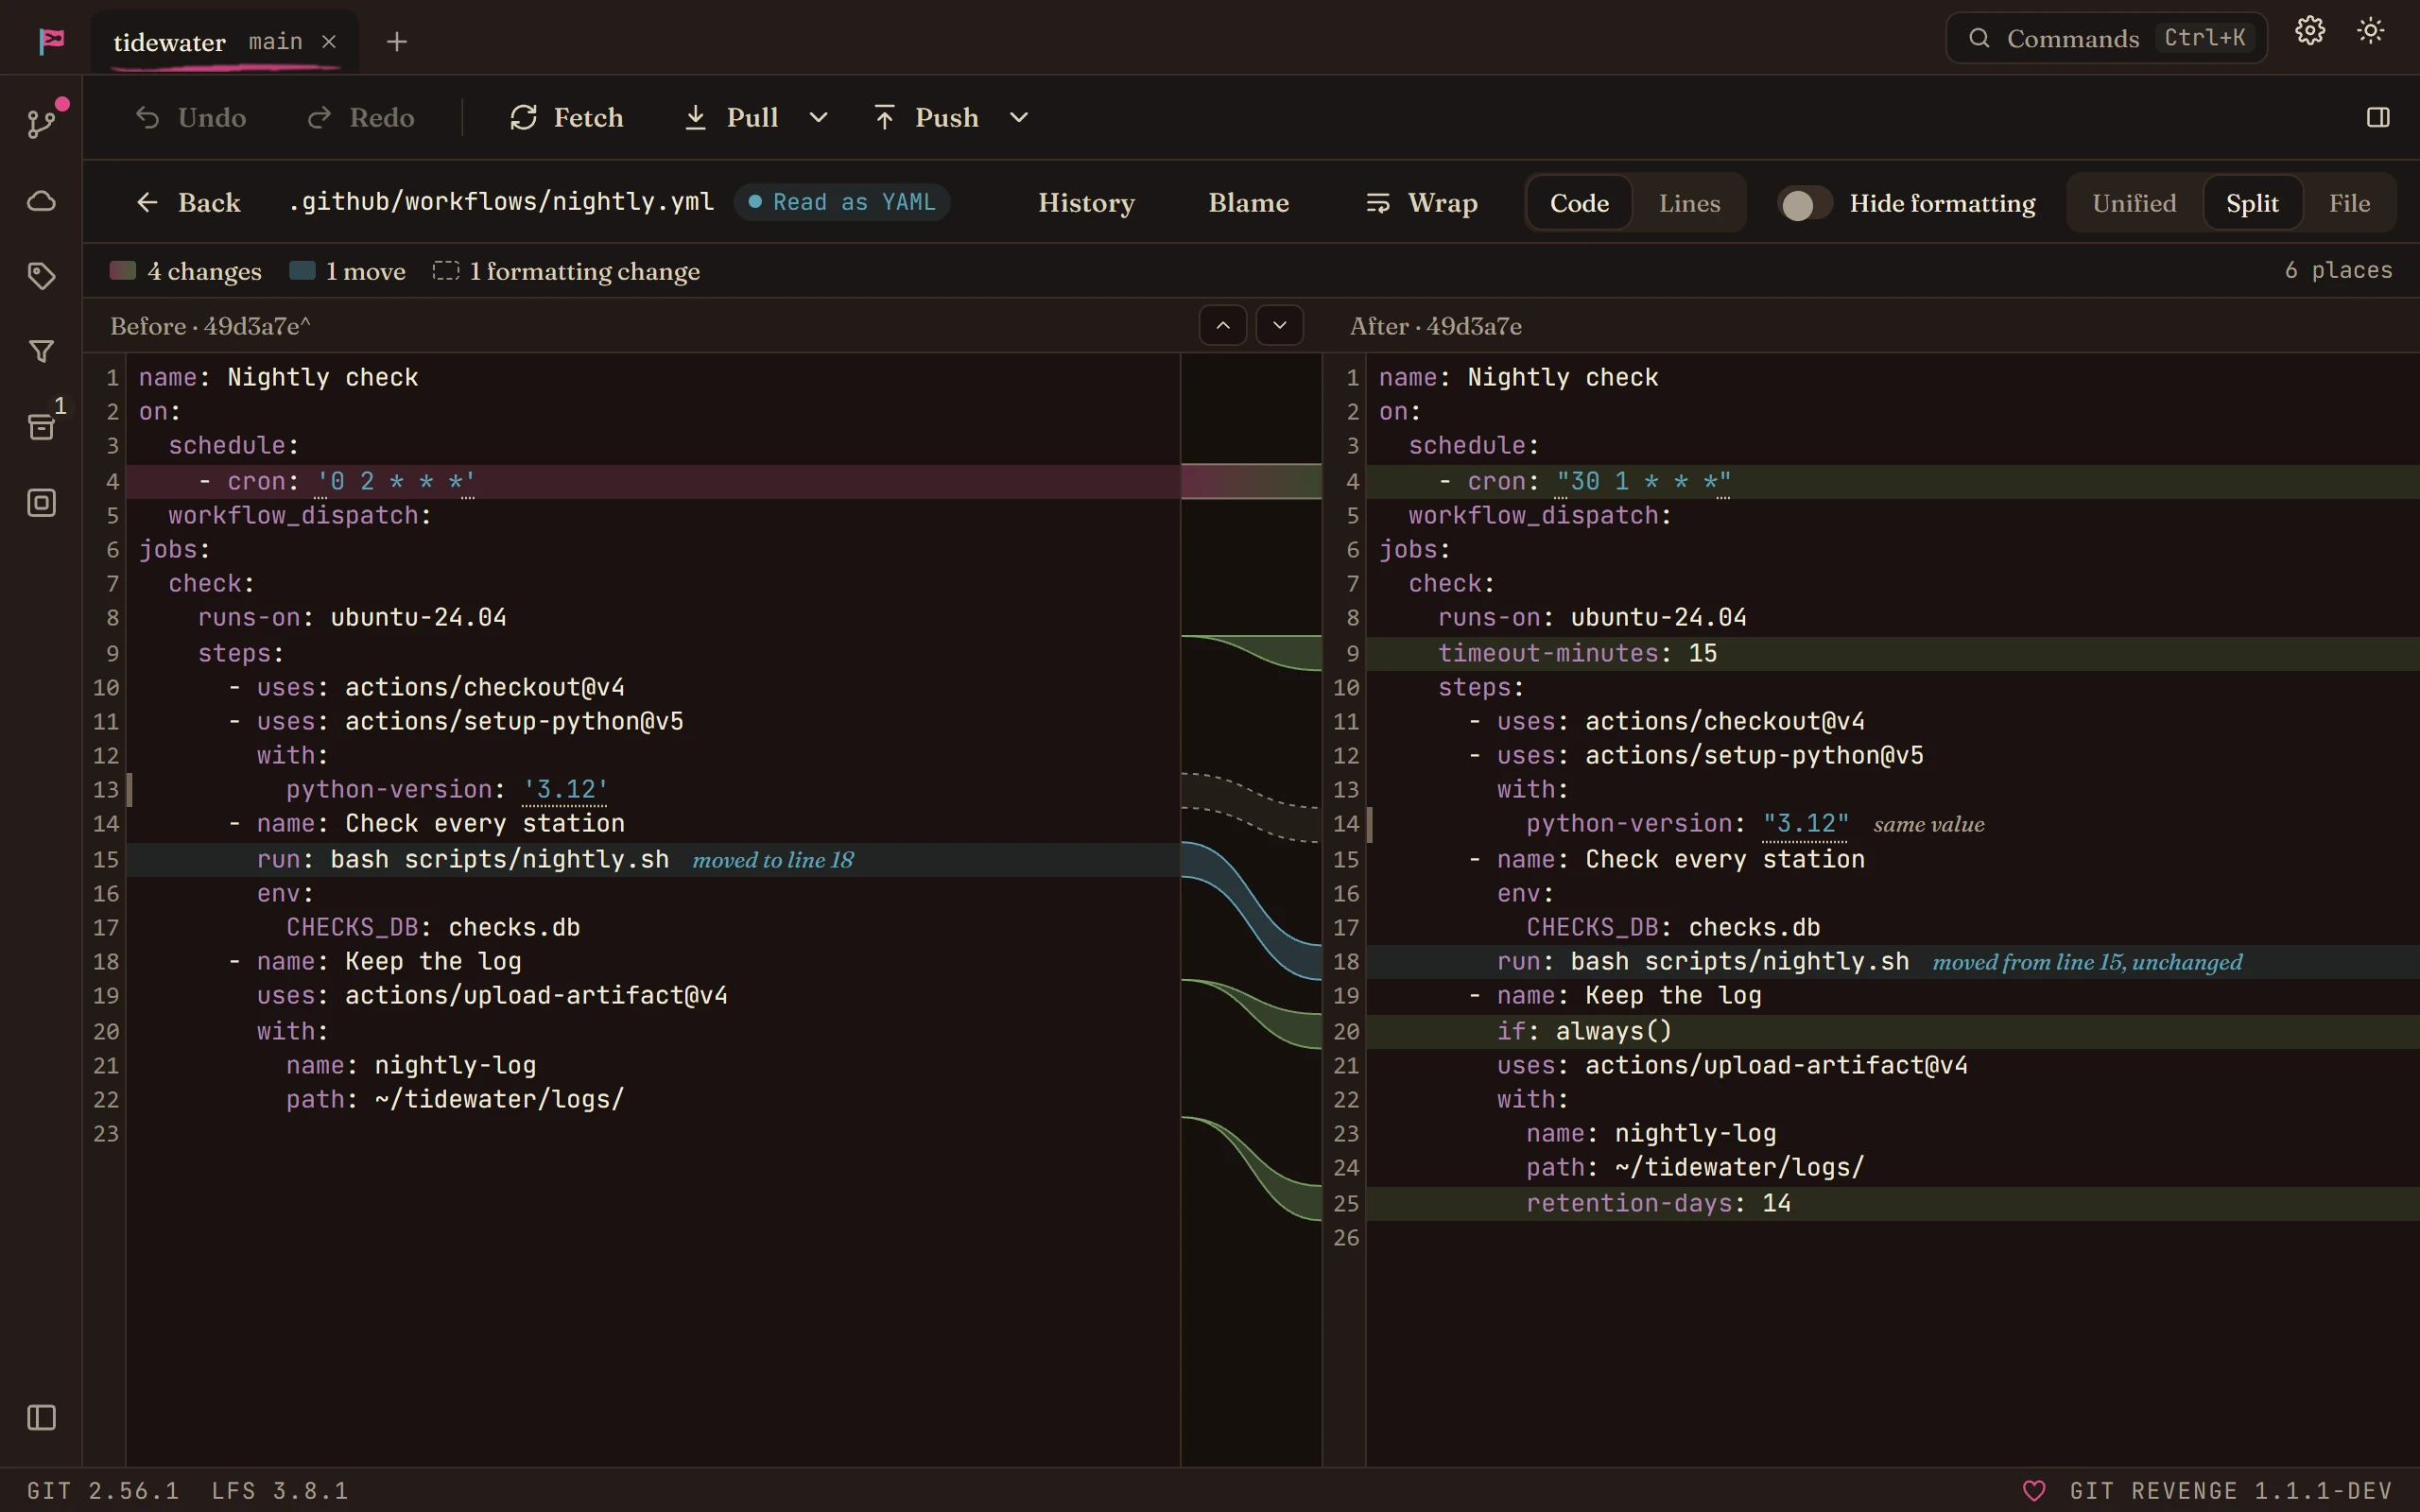 tidewater main
Commands Ctrl+K
Undo Redo Fetch Pull Push
Back .github/workflows/nightly.yml Read as YAML History Blame Wrap Code Lines Hide formatting Unified Split File
4 changes 1 move 1 formatting change 6 places
Before · 49d3a7e^
1 name: Nightly check
2 on:
3 schedule:
4 - cron: '0 2 * * *'
5 workflow_dispatch:
6 jobs:
7 check:
8 runs-on: ubuntu-24.04
9 steps:
10 - uses: actions/checkout@v4
11 - uses: actions/setup-python@v5
12 with:
13 python-version: '3.12'
14 - name: Check every station
15 run: bash scripts/nightly.sh moved to line 18
16 env:
17 CHECKS_DB: checks.db
18 - name: Keep the log
19 uses: actions/upload-artifact@v4
20 with:
21 name: nightly-log
22 path: ~/tidewater/logs/
23
After · 49d3a7e
1 name: Nightly check
2 on:
3 schedule:
4 - cron: "30 1 * * *"
5 workflow_dispatch:
6 jobs:
7 check:
8 runs-on: ubuntu-24.04
9 timeout-minutes: 15
10 steps:
11 - uses: actions/checkout@v4
12 - uses: actions/setup-python@v5
13 with:
14 python-version: "3.12" same value
15 - name: Check every station
16 env:
17 CHECKS_DB: checks.db
18 run: bash scripts/nightly.sh moved from line 15, unchanged
19 - name: Keep the log
20 if: always()
21 uses: actions/upload-artifact@v4
22 with:
23 name: nightly-log
24 path: ~/tidewater/logs/
25 retention-days: 14
26
1
GIT 2.56.1 LFS 3.8.1
GIT REVENGE 1.1.1-DEV